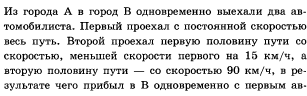 Из города А в город В одновременно выехали два ав-
томобилиста. Первый проехал с постоянной скоростью
весь путь. Второй проехал первую половину пути со
скоростью, меньшей скорости первого на 15 км/ч, а
вторую половину пути — со скоростью 90 км/ч, в ре-
зультате чего прибыл в В одновременно с первым ав-